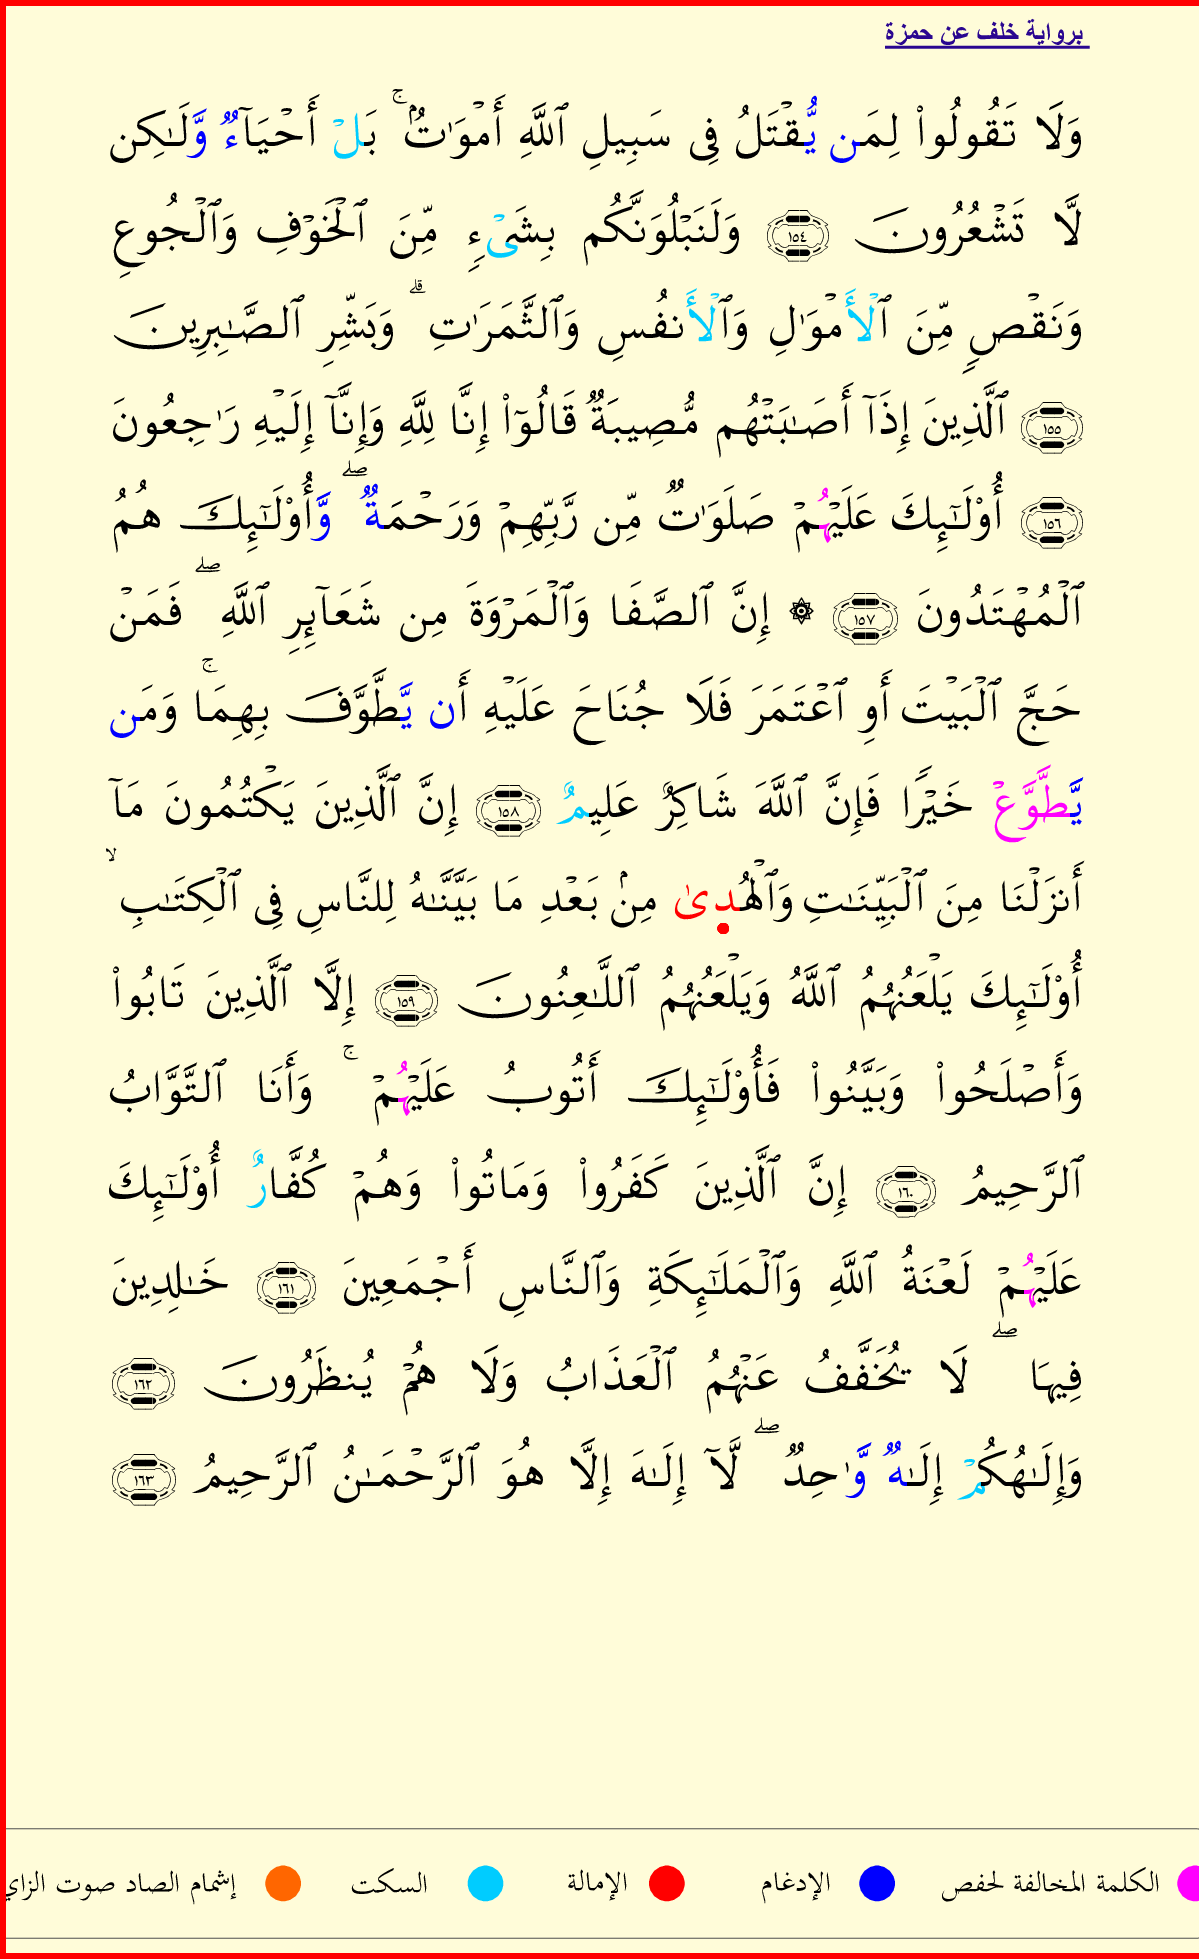 برواية خلف عن حمزة
وَلَا تَقُولُوا۟ لِمَن يُّقْتَلُ فِى سَبِيلِ ٱللَّهِ أَمْوَٰتٌۢ ۚ بَلْ أَحْيَآءٌ وَّلَـٰكِن
لَّا تَشْعُرُونَ ١٥٤ وَلَنَبْلُوَنَّكُم بِشَىْءٍ مِّنَ ٱلْخَوْفِ وَٱلْجُوعِ
وَنَقْصٍ مِّنَ ٱلْأَمْوَٰلِ وَٱلْأَنفُسِ وَٱلثَّمَرَٰتِ ۗ وَبَشِّرِ ٱلصَّـٰبِرِينَ
١٥٥ ٱلَّذِينَ إِذَآ أَصَـٰبَتْهُم مُّصِيبَةٌ قَالُوٓا۟ إِنَّا لِلَّهِ وَإِنَّآ إِلَيْهِ رَٰجِعُونَ
١٥٦ أُو۟لَـٰٓئِكَ عَلَيْهُمْ صَلَوَٰتٌ مِّن رَّبِّهِمْ وَرَحْمَةٌ ۖ وَّأُو۟لَـٰٓئِكَ هُمُ
ٱلْمُهْتَدُونَ ١٥٧ ۞ إِنَّ ٱلصَّفَا وَٱلْمَرْوَةَ مِن شَعَآئِرِ ٱللَّهِ ۖ فَمَنْ
حَجَّ ٱلْبَيْتَ أَوِ ٱعْتَمَرَ فَلَا جُنَاحَ عَلَيْهِ أَن يَّطَّوَّفَ بِهِمَا ۚ وَمَن
يَّطَّوَّعْ خَيْرًا فَإِنَّ ٱللَّهَ شَاكِرٌ عَلِيمٌ ١٥٨ إِنَّ ٱلَّذِينَ يَكْتُمُونَ مَآ
أَنزَلْنَا مِنَ ٱلْبَيِّنَـٰتِ وَٱلْهُدِىٰ مِنۢ بَعْدِ مَا بَيَّنَّـٰهُ لِلنَّاسِ فِى ٱلْكِتَـٰبِ ۙ
أُو۟لَـٰٓئِكَ يَلْعَنُهُمُ ٱللَّهُ وَيَلْعَنُهُمُ ٱللَّـٰعِنُونَ ١٥٩ إِلَّا ٱلَّذِينَ تَابُوا۟
وَأَصْلَحُوا۟ وَبَيَّنُوا۟ فَأُو۟لَـٰٓئِكَ أَتُوبُ عَلَيْهُمْ ۚ وَأَنَا ٱلتَّوَّابُ
ٱلرَّحِيمُ ١٦٠ إِنَّ ٱلَّذِينَ كَفَرُوا۟ وَمَاتُوا۟ وَهُمْ كُفَّارٌ أُو۟لَـٰٓئِكَ
عَلَيْهُمْ لَعْنَةُ ٱللَّهِ وَٱلْمَلَـٰٓئِكَةِ وَٱلنَّاسِ أَجْمَعِينَ ١٦١ خَـٰلِدِينَ
فِيهَا ۖ لَا يُخَفَّفُ عَنْهُمُ ٱلْعَذَابُ وَلَا هُمْ يُنظَرُونَ ١٦٢
وَإِلَـٰهُكُمْ إِلَـٰهٌ وَّٰحِدٌ ۖ لَّآ إِلَـٰهَ إِلَّا هُوَ ٱلرَّحْمَـٰنُ ٱلرَّحِيمُ ١٦٣
الكلمة المخالفة لحفص الإدغام الإمالة السكت إشمام الصاد صوت الزاي